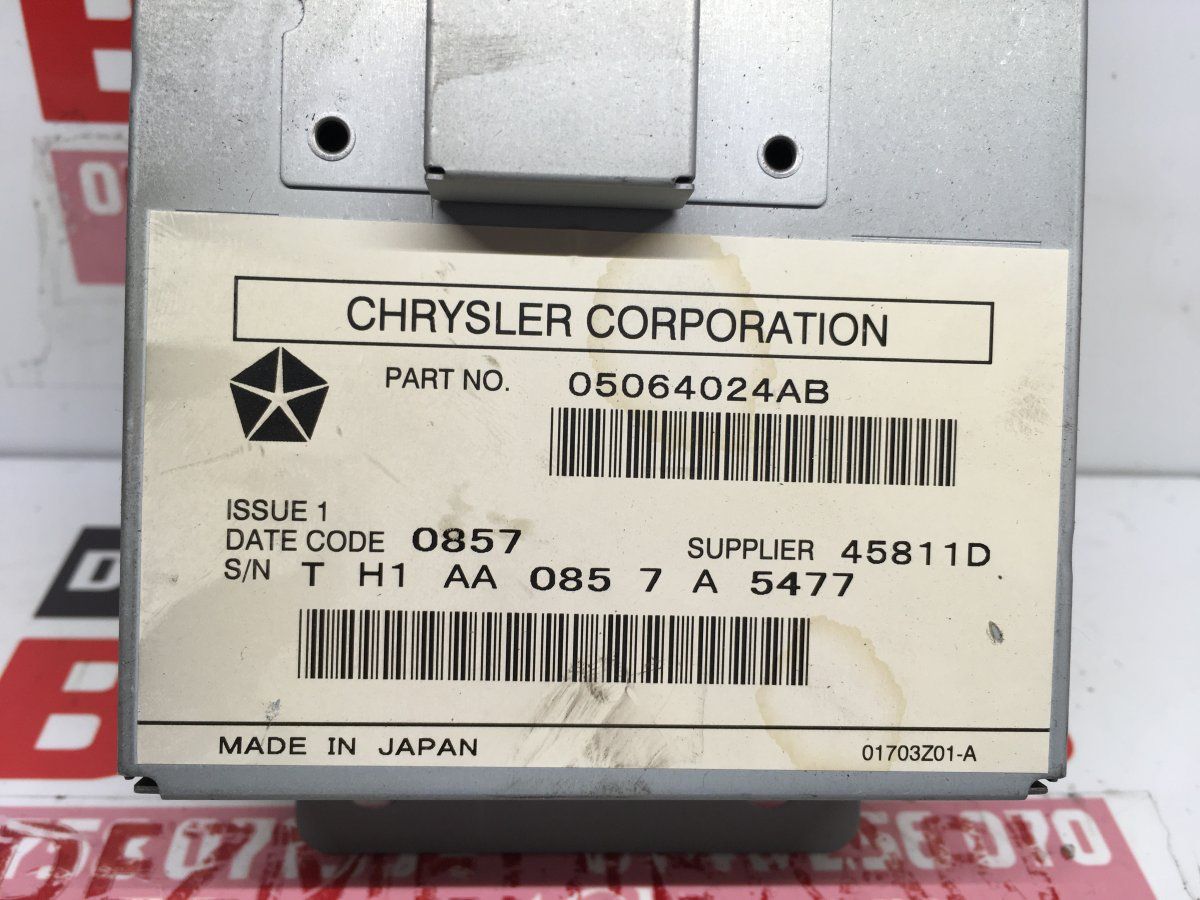 CHRYSLER CORPORATION
PART NO. 05064024AB
ISSUE 1
DATE CODE 0857 SUPPLIER 45811D
S/N T H1 AA 085 7 A 5477
MADE IN JAPAN 01703Z01-A